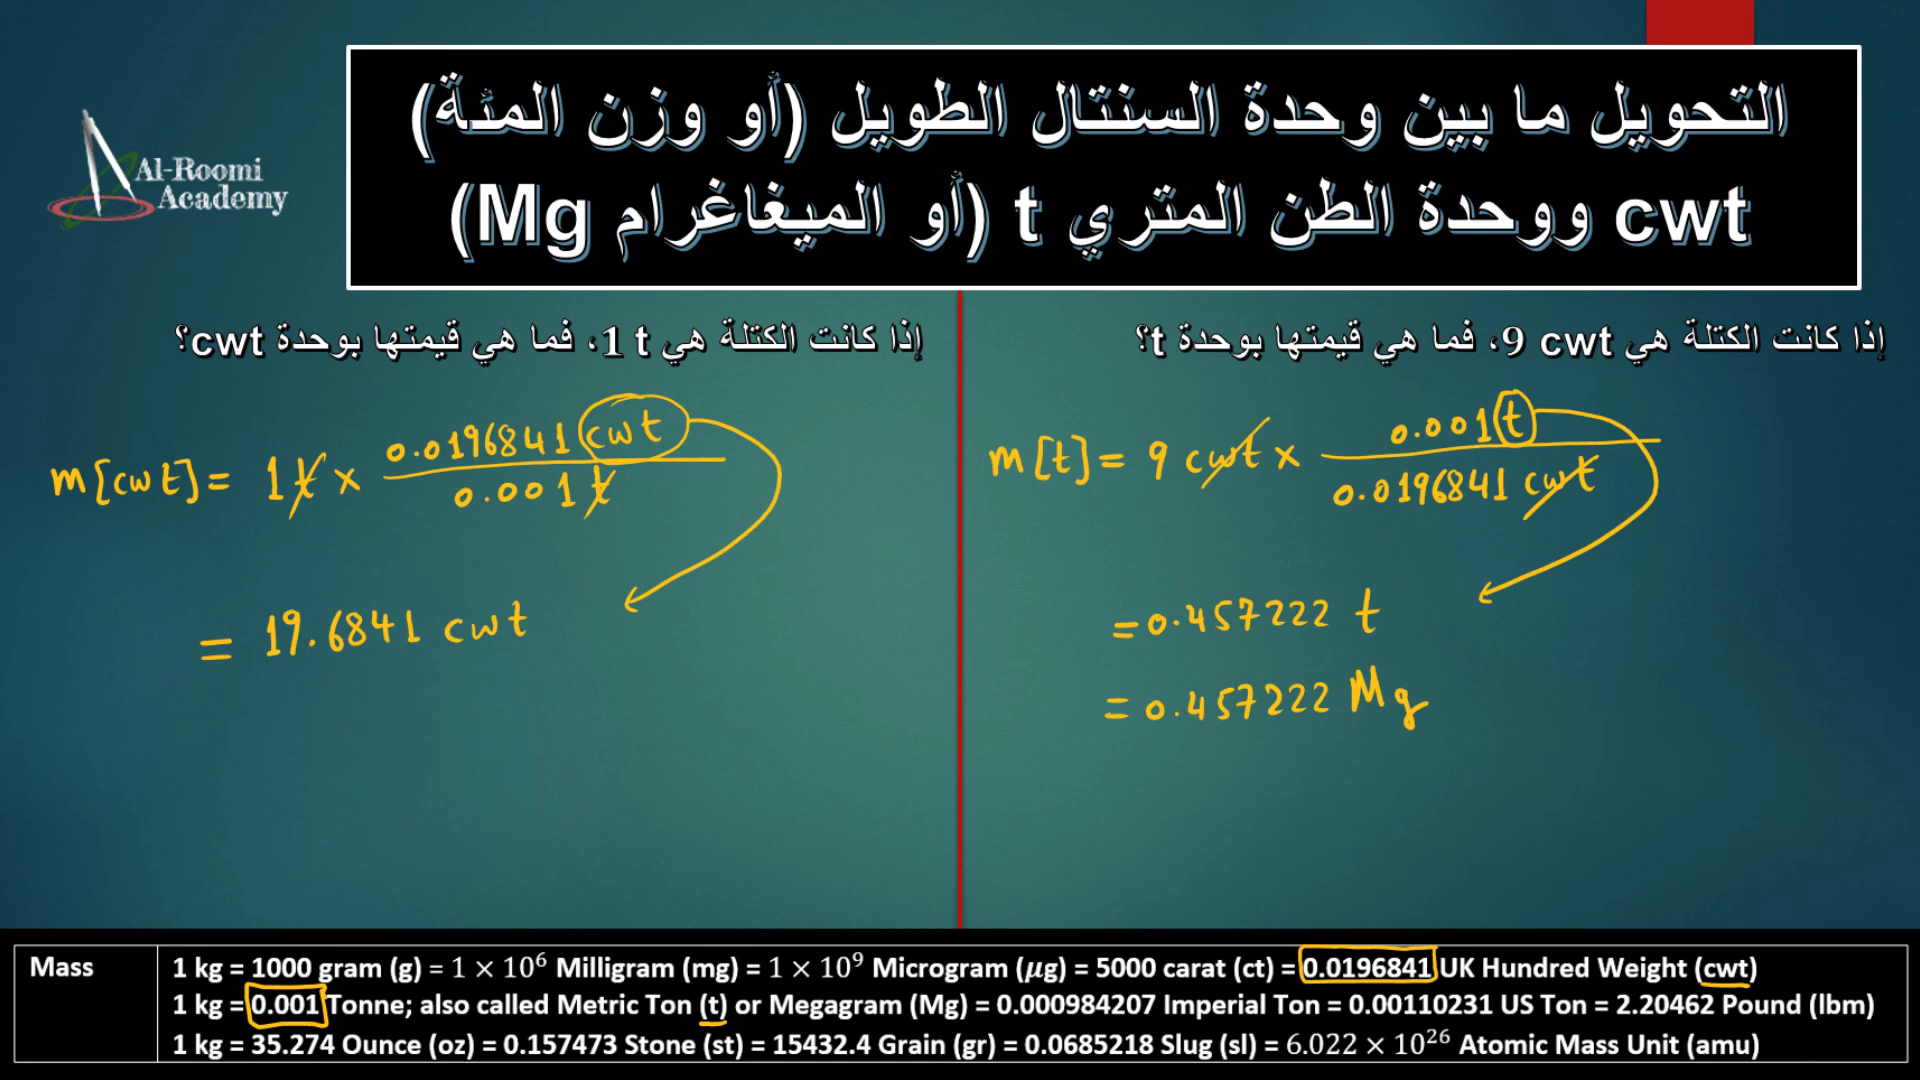 Al-Roomi
Academy
التحويل ما بين وحدة السنتال الطويل (أو وزن المئة)
cwt ووحدة الطن المتري t (أو الميغاغرام Mg)
إذا كانت الكتلة هي 9 cwt، فما هي قيمتها بوحدة t؟
m[t] = 9 cwt × 0.001 t / 0.0196841 cwt
= 0.457222 t
= 0.457222 Mg
إذا كانت الكتلة هي 1 t، فما هي قيمتها بوحدة cwt؟
m[cwt] = 1 t × 0.0196841 cwt / 0.001 t
= 19.6841 cwt
Mass
1 kg = 1000 gram (g) = 1 × 10⁶ Milligram (mg) = 1 × 10⁹ Microgram (μg) = 5000 carat (ct) = 0.0196841 UK Hundred Weight (cwt)
1 kg = 0.001 Tonne; also called Metric Ton (t) or Megagram (Mg) = 0.000984207 Imperial Ton = 0.00110231 US Ton = 2.20462 Pound (lbm)
1 kg = 35.274 Ounce (oz) = 0.157473 Stone (st) = 15432.4 Grain (gr) = 0.0685218 Slug (sl) = 6.022 × 10²⁶ Atomic Mass Unit (amu)